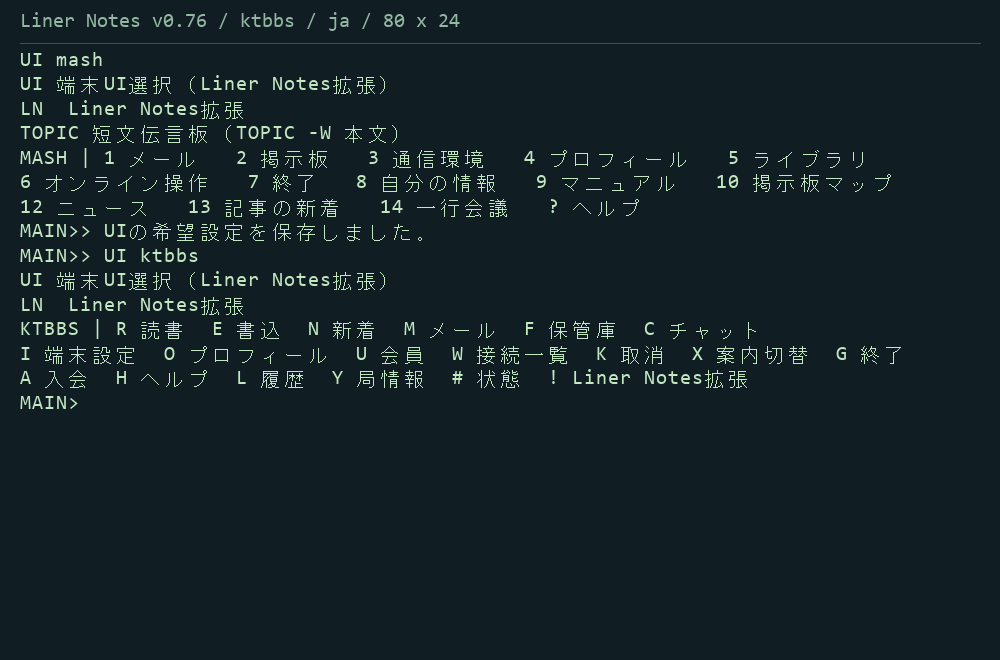 Liner Notes v0.76 / ktbbs / ja / 80 x 24
UI mash
UI 端末UI選択 (Liner Notes拡張)
LN  Liner Notes拡張
TOPIC 短文伝言板 (TOPIC -W 本文)
MASH | 1 メール   2 掲示板   3 通信環境   4 プロフィール   5 ライブラリ
6 オンライン操作   7 終了   8 自分の情報   9 マニュアル   10 掲示板マップ
12 ニュース   13 記事の新着   14 一行会議   ? ヘルプ
MAIN>> UIの希望設定を保存しました。
MAIN>> UI ktbbs
UI 端末UI選択 (Liner Notes拡張)
LN  Liner Notes拡張
KTBBS | R 読書  E 書込  N 新着  M メール  F 保管庫  C チャット
I 端末設定  O プロフィール  U 会員  W 接続一覧  K 取消  X 案内切替  G 終了
A 入会  H ヘルプ  L 履歴  Y 局情報  # 状態  ! Liner Notes拡張
MAIN>